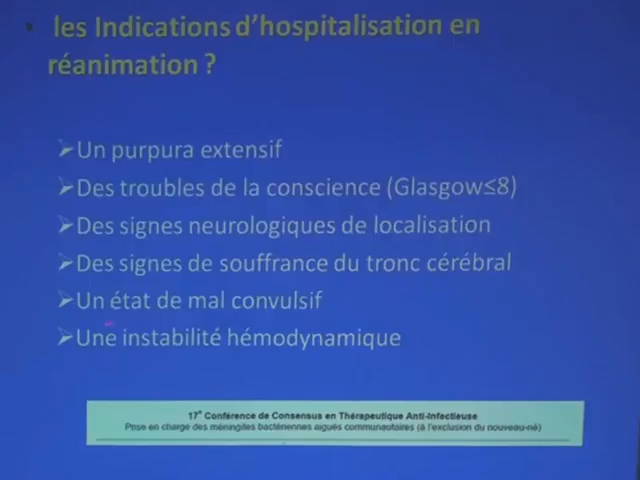 • les Indications d’hospitalisation en
réanimation ?
➢Un purpura extensif
➢Des troubles de la conscience (Glasgow≤8)
➢Des signes neurologiques de localisation
➢Des signes de souffrance du tronc cérébral
➢Un état de mal convulsif
➢Une instabilité hémodynamique
17e Conférence de Consensus en Thérapeutique Anti-Infectieuse
Prise en charge des méningites bactériennes aiguës communautaires (à l’exclusion du nouveau-né)